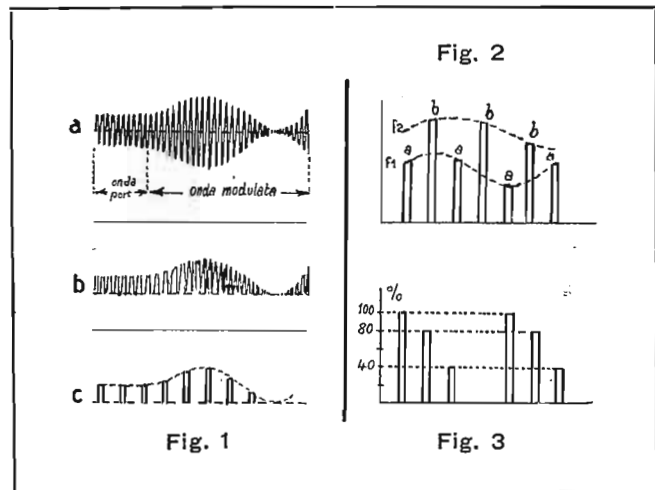 Fig. 2
a
onda
port
onda modulata
b
c
Fig. 1
F2
b
b
b
F1
a
a
a
a
%
100
80
40
Fig. 3